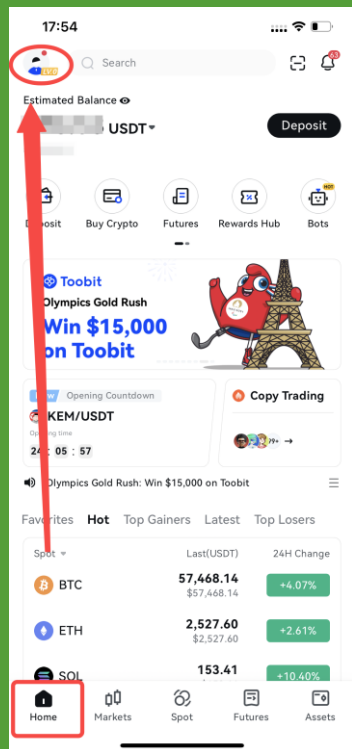 17:54
LV.0
Search
Estimated Balance
USDT
Deposit
Deposit Buy Crypto Futures Rewards Hub Bots
HOT
Toobit
Olympics Gold Rush
Win $15,000
on Toobit
New Opening Countdown
KEM/USDT
Opening time
24 : 05 : 57
Copy Trading
79+ →
Olympics Gold Rush: Win $15,000 on Toobit
Favorites Hot Top Gainers Latest Top Losers
Spot Last(USDT) 24H Change
BTC 57,468.14 +4.07%
$57,468.14
ETH 2,527.60 +2.61%
$2,527.60
SOL 153.41 +10.40%
Home Markets Spot Futures Assets